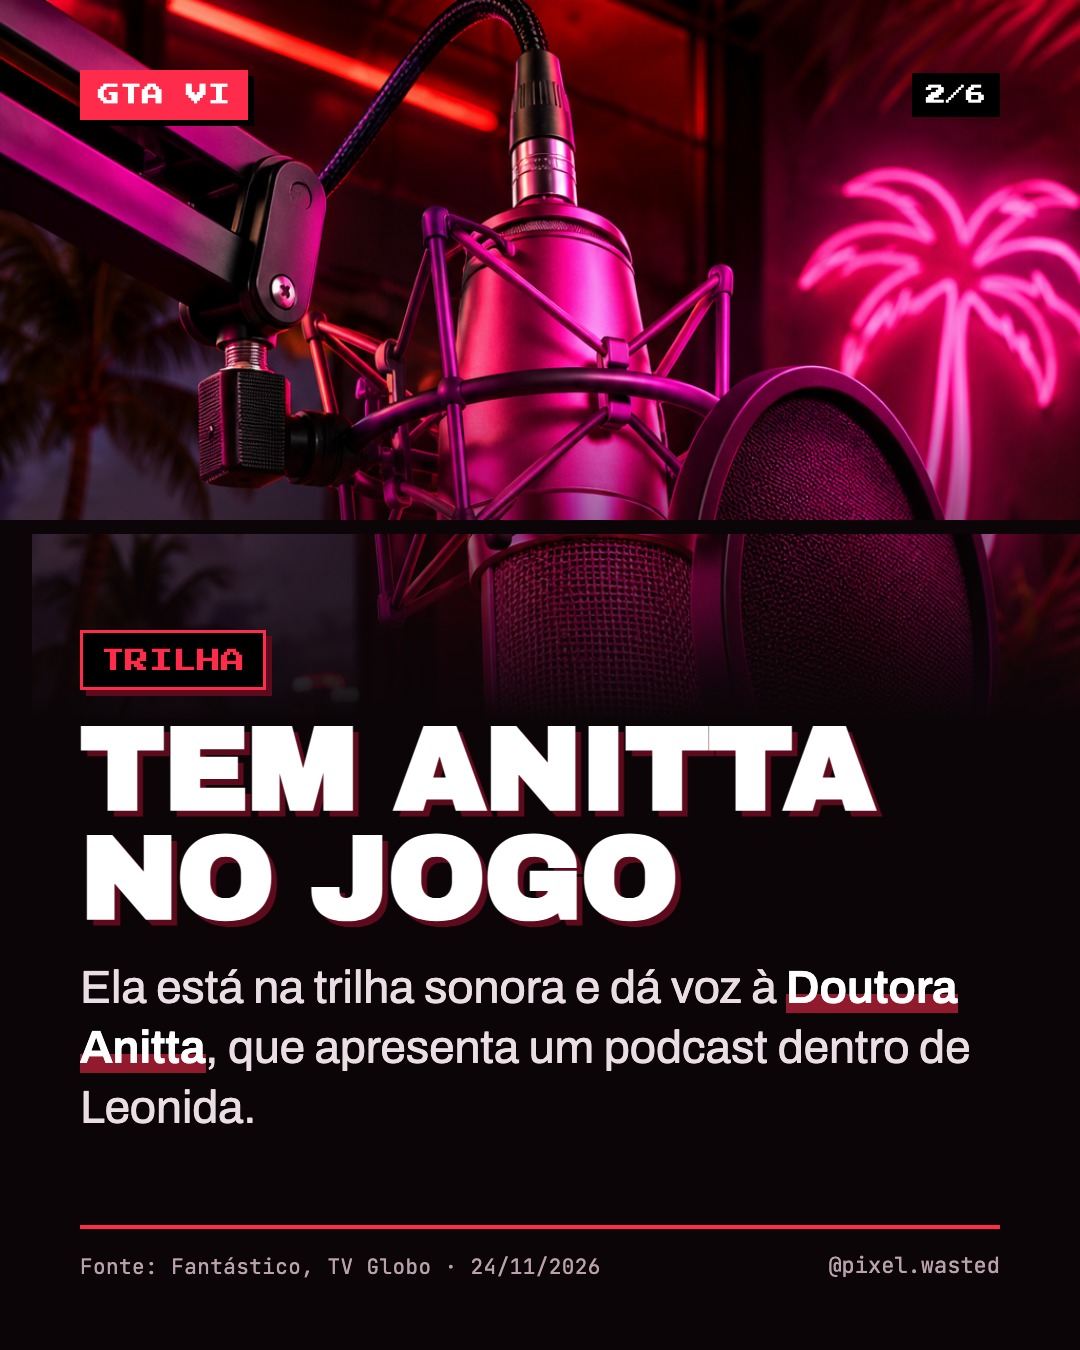 GTA VI
2/6
TRILHA
TEM ANITTA
NO JOGO
Ela está na trilha sonora e dá voz à Doutora
Anitta, que apresenta um podcast dentro de
Leonida.
Fonte: Fantástico, TV Globo · 24/11/2026
@pixel.wasted